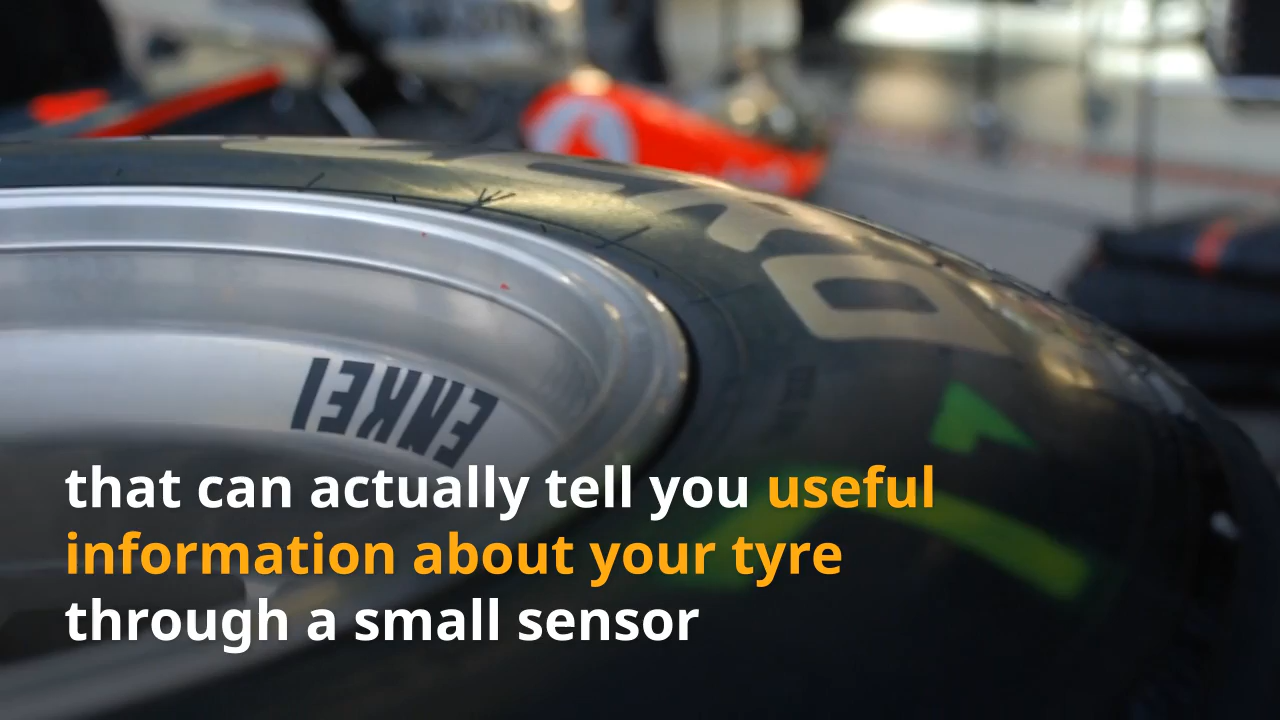 ENKEI
that can actually tell you useful
information about your tyre
through a small sensor